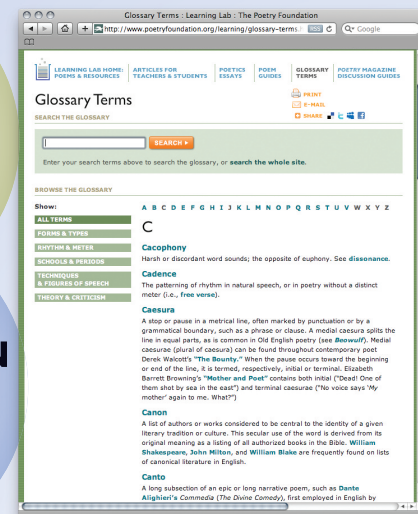 Glossary Terms : Learning Lab : The Poetry Foundation
http://www.poetryfoundation.org/learning/glossary-terms. RSS Google
LEARNING LAB HOME: POEMS & RESOURCES
ARTICLES FOR TEACHERS & STUDENTS
POETICS ESSAYS
POEM GUIDES
GLOSSARY TERMS
POETRY MAGAZINE DISCUSSION GUIDES
Glossary Terms
PRINT
E-MAIL
SHARE
SEARCH THE GLOSSARY
SEARCH
Enter your search terms above to search the glossary, or search the whole site.
BROWSE THE GLOSSARY
Show:
ALL TERMS
FORMS & TYPES
RHYTHM & METER
SCHOOLS & PERIODS
TECHNIQUES
& FIGURES OF SPEECH
THEORY & CRITICISM
A B C D E F G H I J K L M N O P Q R S T U V W X Y Z
C
Cacophony
Harsh or discordant word sounds; the opposite of euphony. See dissonance.
Cadence
The patterning of rhythm in natural speech, or in poetry without a distinct
meter (i.e., free verse).
Caesura
A stop or pause in a metrical line, often marked by punctuation or by a
grammatical boundary, such as a phrase or clause. A medial caesura splits the
line in equal parts, as is common in Old English poetry (see Beowulf). Medial
caesurae (plural of caesura) can be found throughout contemporary poet
Derek Walcott's "The Bounty." When the pause occurs toward the beginning
or end of the line, it is termed, respectively, initial or terminal. Elizabeth
Barrett Browning's "Mother and Poet" contains both initial ("Dead! One of
them shot by sea in the east") and terminal caesurae ("No voice says 'My
mother' again to me. What?")
Canon
A list of authors or works considered to be central to the identity of a given
literary tradition or culture. This secular use of the word is derived from its
original meaning as a listing of all authorized books in the Bible. William
Shakespeare, John Milton, and William Blake are frequently found on lists
of canonical literature in English.
Canto
A long subsection of an epic or long narrative poem, such as Dante
Alighieri's Commedia (The Divine Comedy), first employed in English by